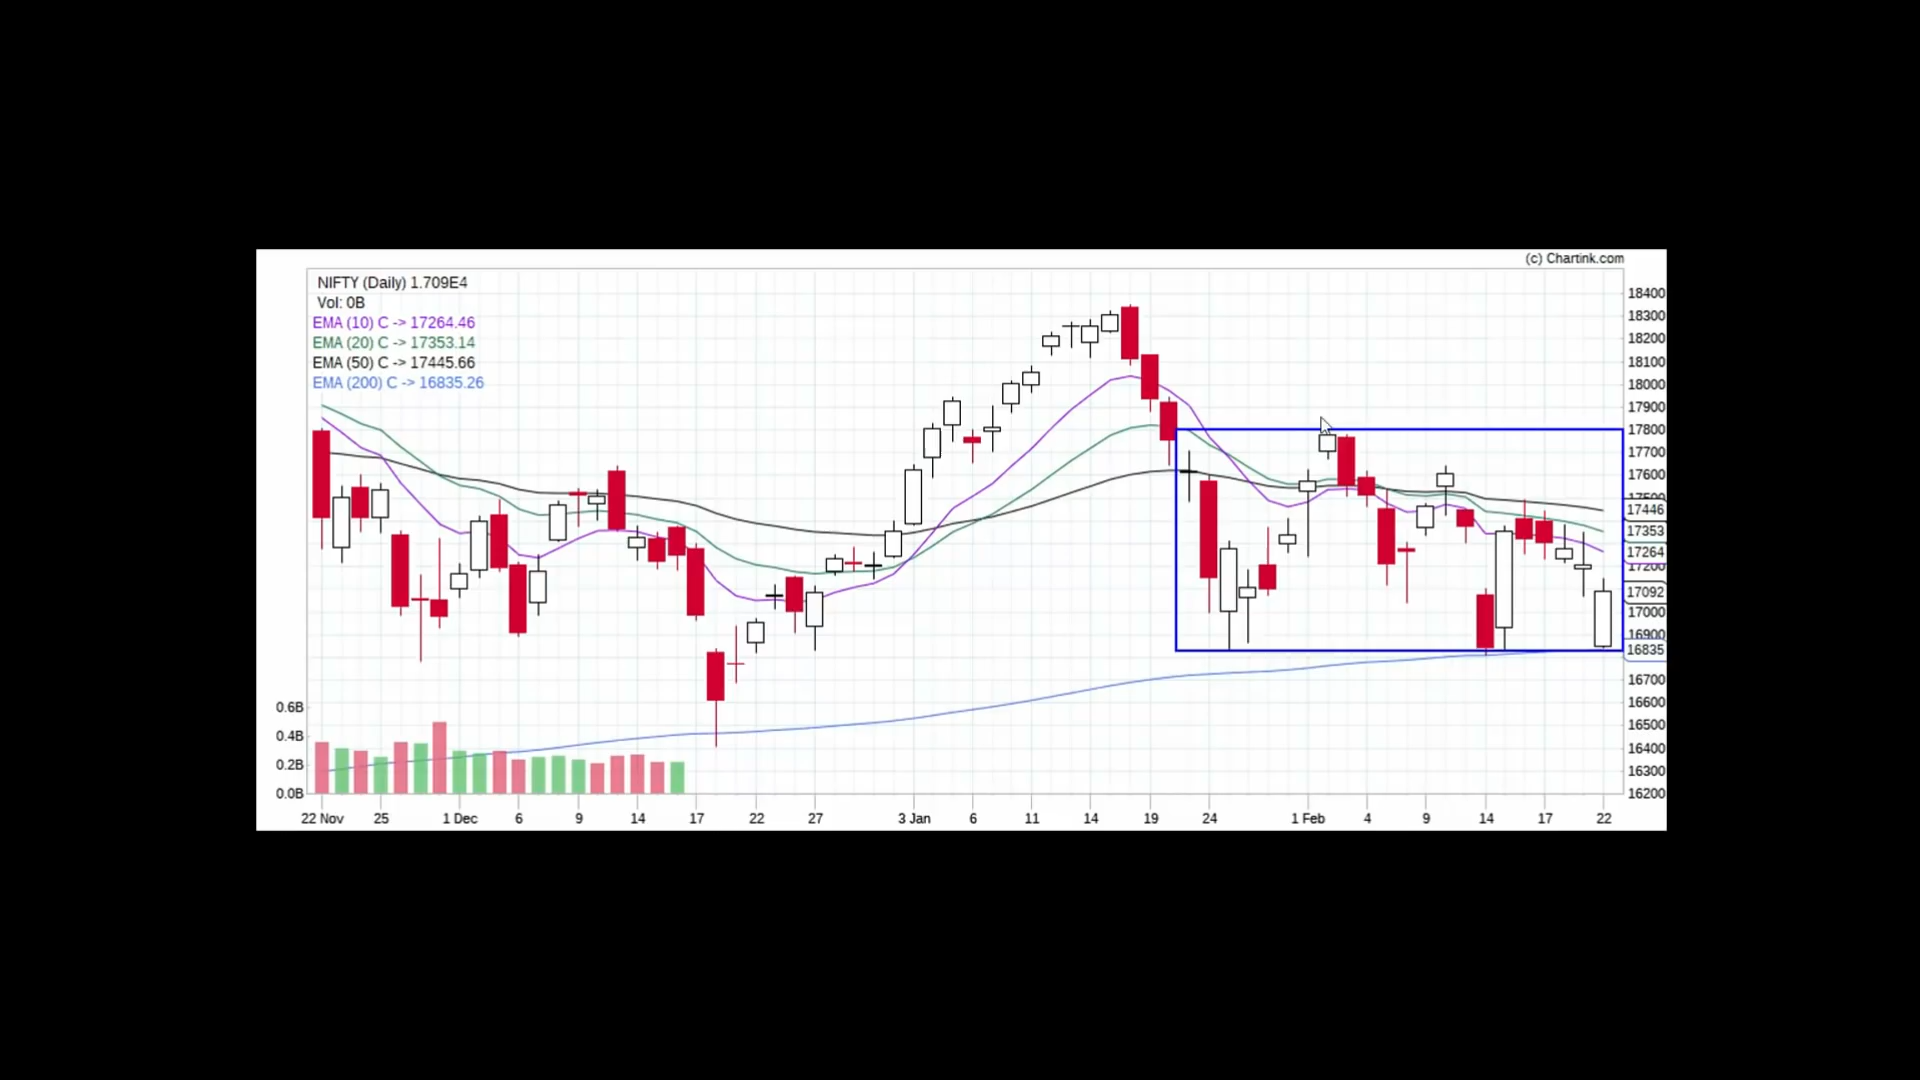 (c) Chartink.com
NIFTY (Daily) 1.709E4
Vol: 0B
EMA (10) C -> 17264.46
EMA (20) C -> 17353.14
EMA (50) C -> 17445.66
EMA (200) C -> 16835.26
18400
18300
18200
18100
18000
17900
17800
17700
17600
17500
17446
17353
17264
17200
17092
17000
16900
16835
16700
16600
16500
16400
16300
16200
0.6B
0.4B
0.2B
0.0B
22 Nov 25 1 Dec 6 9 14 17 22 27 3 Jan 6 11 14 19 24 1 Feb 4 9 14 17 22